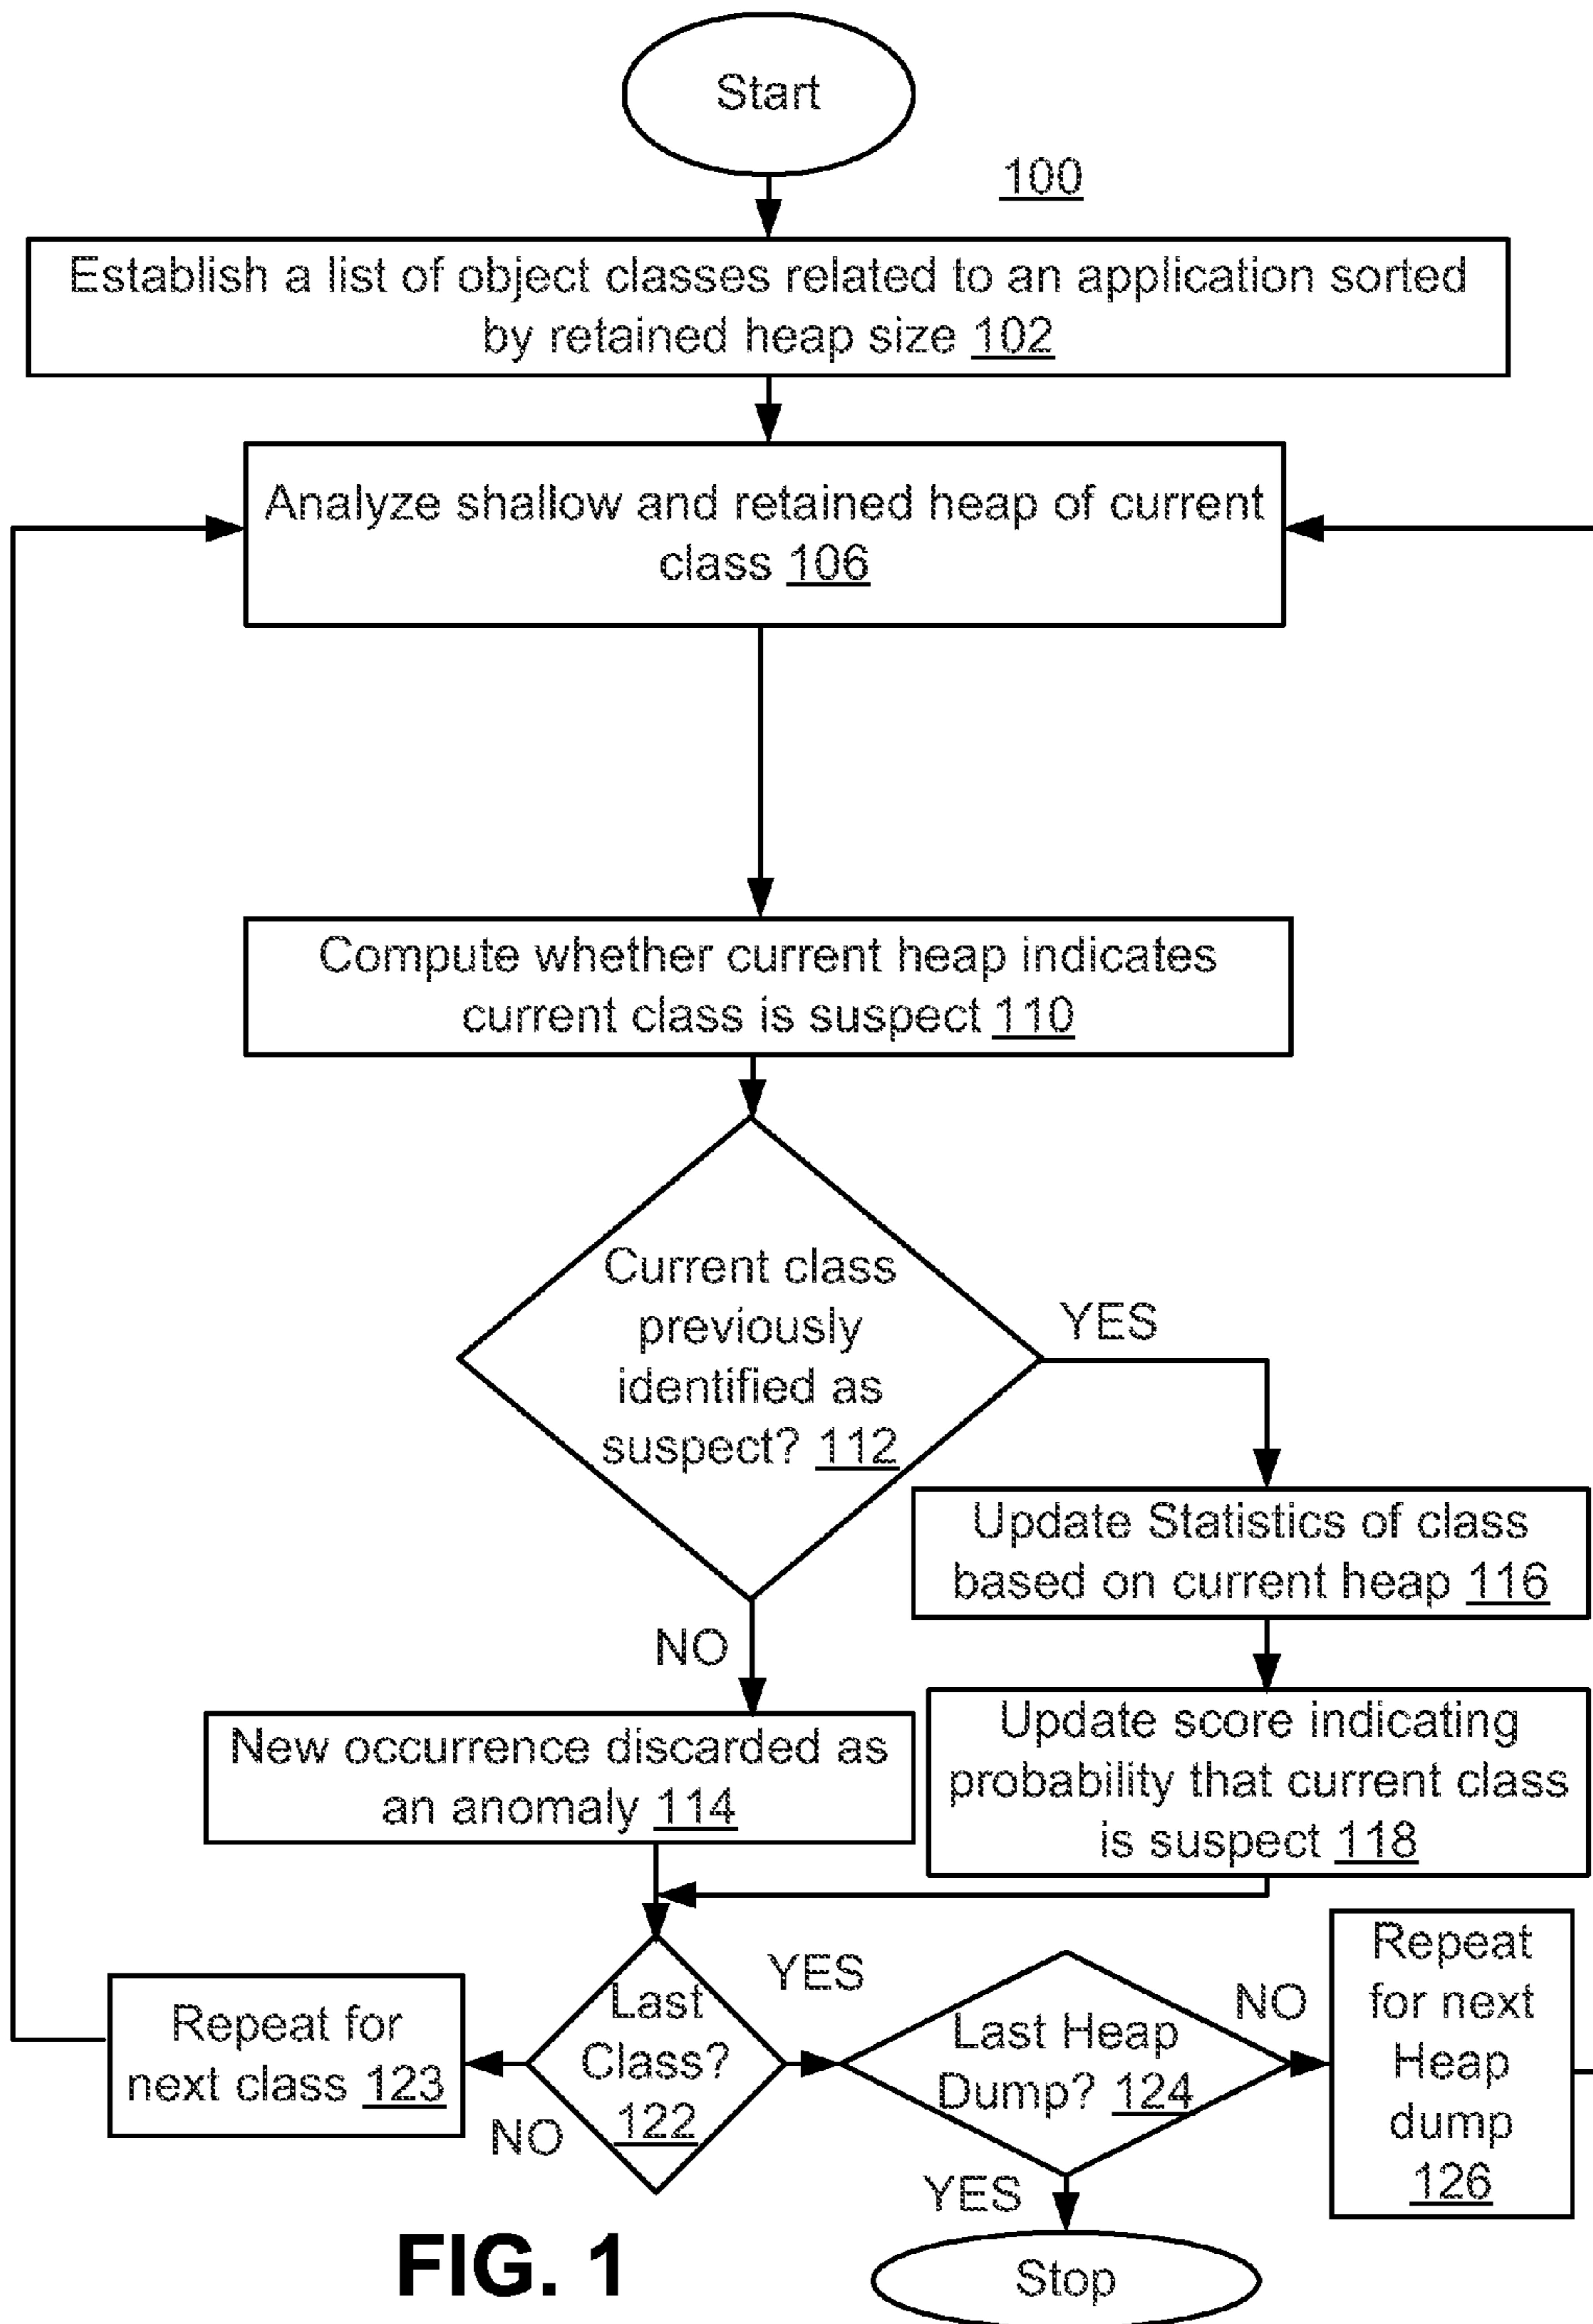 Start
100
Establish a list of object classes related to an application sorted
by retained heap size 102
Analyze shallow and retained heap of current
class 106
Compute whether current heap indicates
current class is suspect 110
Current class
previously
identified as
suspect? 112
YES
Update Statistics of class
based on current heap 116
NO
Update score indicating
probability that current class
is suspect 118
New occurrence discarded as
an anomaly 114
Repeat for
next class 123
NO
Last
Class?
122
YES
Last Heap
Dump? 124
NO
Repeat
for next
Heap
dump
126
YES
Stop
FIG. 1